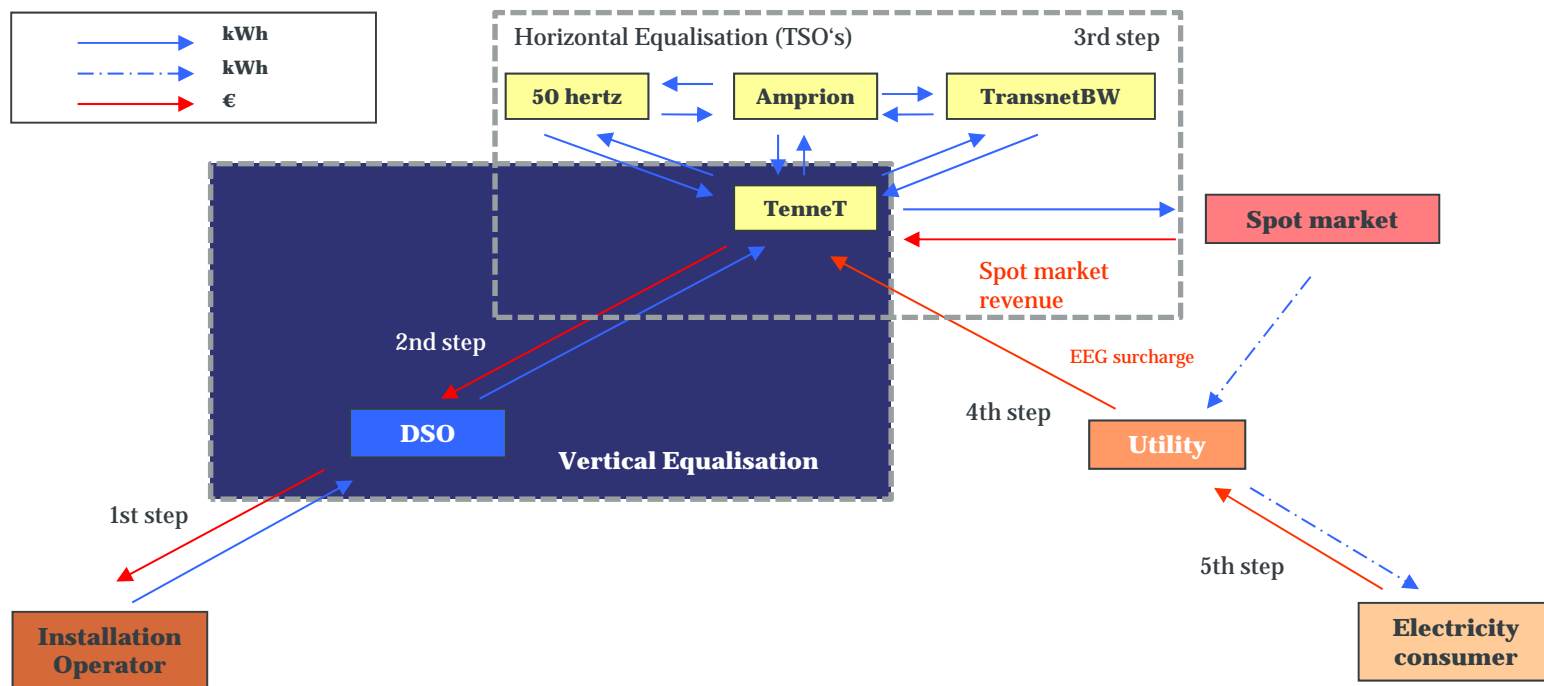 kWh
kWh
€
Horizontal Equalisation (TSO‘s)
3rd step
50 hertz
Amprion
TransnetBW
TenneT
Spot market
Spot market
revenue
2nd step
EEG surcharge
4th step
DSO
Utility
Vertical Equalisation
1st step
5th step
Installation
Operator
Electricity
consumer